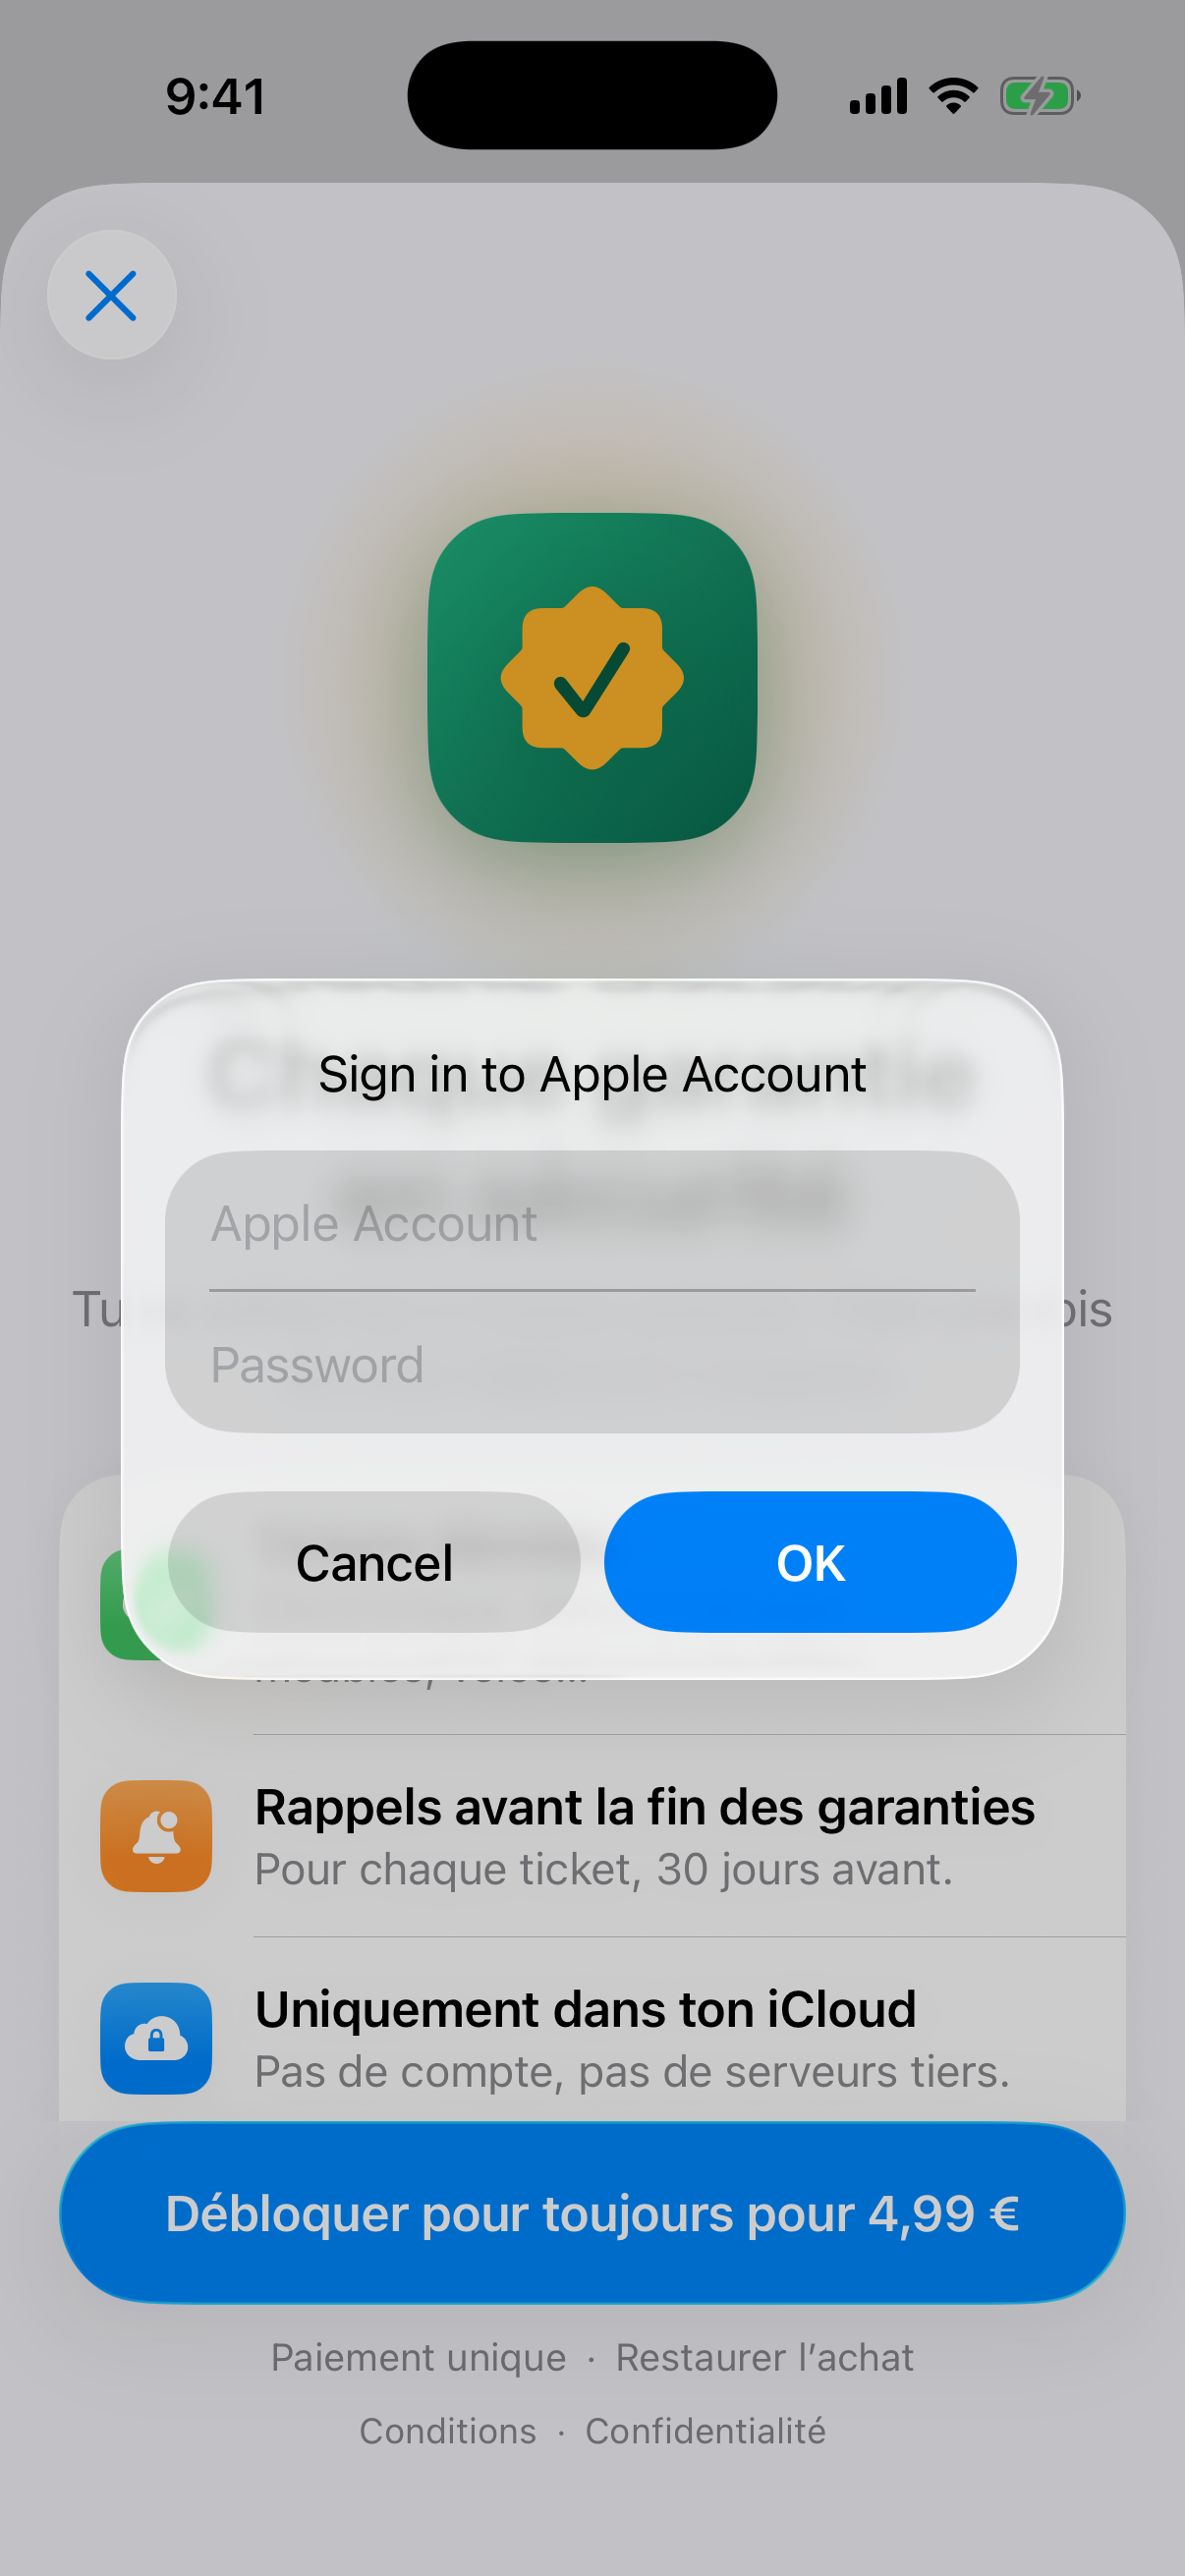 9:41
Sign in to Apple Account
Apple Account
Tu
ois
Password
Cancel
OK
Rappels avant la fin des garanties
Pour chaque ticket, 30 jours avant.
Uniquement dans ton iCloud
Pas de compte, pas de serveurs tiers.
Débloquer pour toujours pour 4,99 €
Paiement unique · Restaurer l’achat
Conditions · Confidentialité